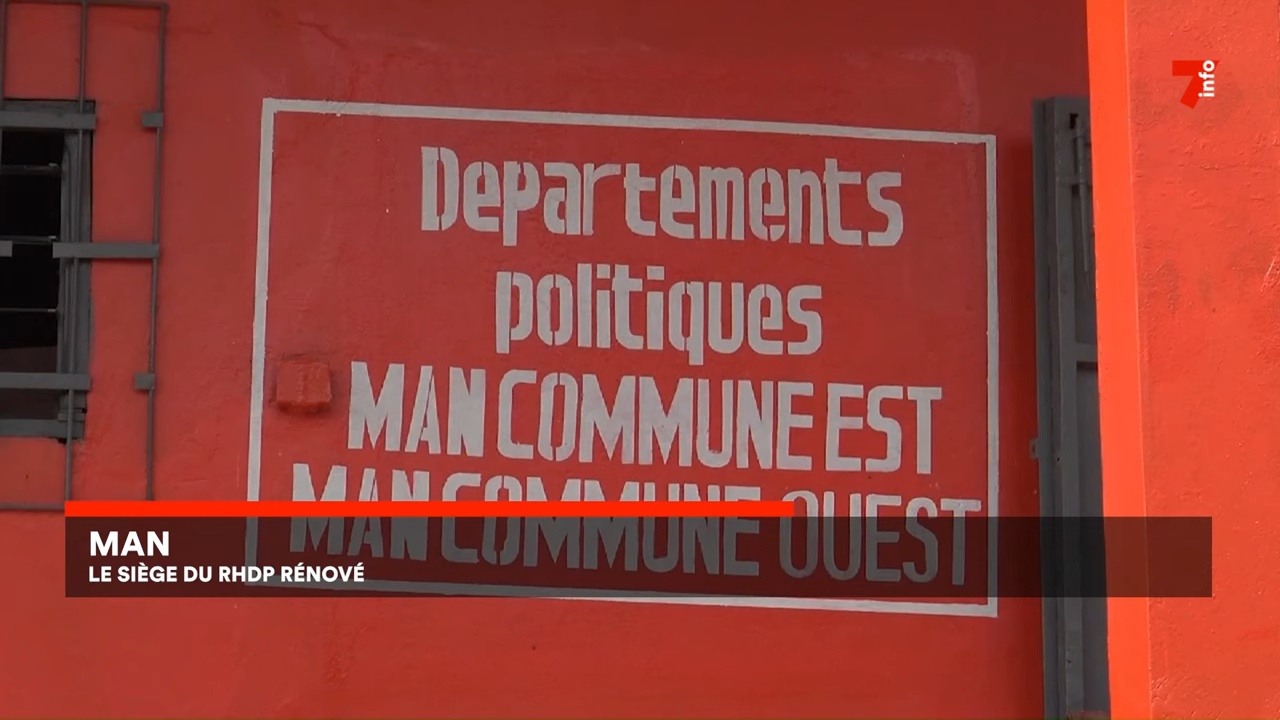 7info
Departements
politiques
MAN COMMUNE EST
MAN COMMUNE OUEST
MAN
LE SIÈGE DU RHDP RÉNOVÉ